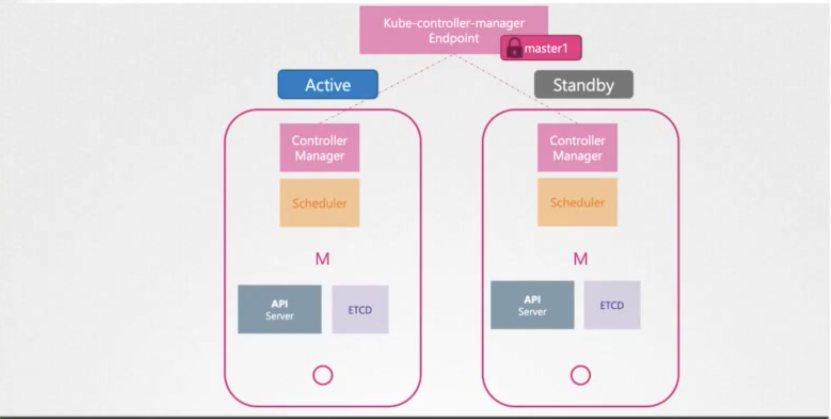 Kube-controller-manager
Endpoint
master1
Active
Standby
Controller
Manager
Controller
Manager
Scheduler
Scheduler
M
M
API
Server
ETCD
API
Server
ETCD